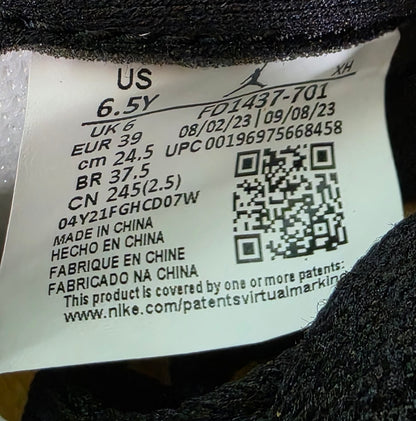 US
XH
6.5Y
FD1437-701
UK 6
08/02/23 | 09/08/23
EUR 39
UPC 00196975668458
cm 24.5
BR 37.5
CN 245(2.5)
04Y21FGHCD07W
MADE IN CHINA
HECHO EN CHINA
FABRIQUE EN CHINE
FABRICADO NA CHINA
This product is covered by one or more patents:
www.nike.com/patentsvirtualmarkin